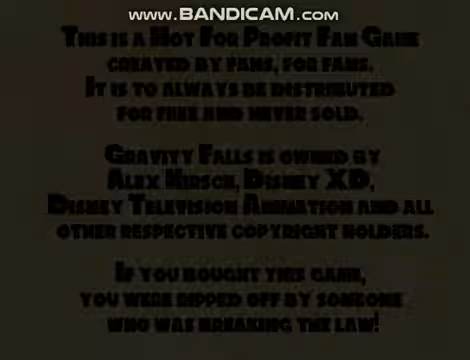 www.BANDICAM.com
This is a Not For Profit Fan Game
created by fans, for fans.
It is to always be distributed
for free and never sold.
Gravity Falls is owned by
Alex Hirsch, Disney XD,
Disney Television Animation and all
other respective copyright holders.
If you bought this game,
you were ripped off by someone
who was breaking the law!